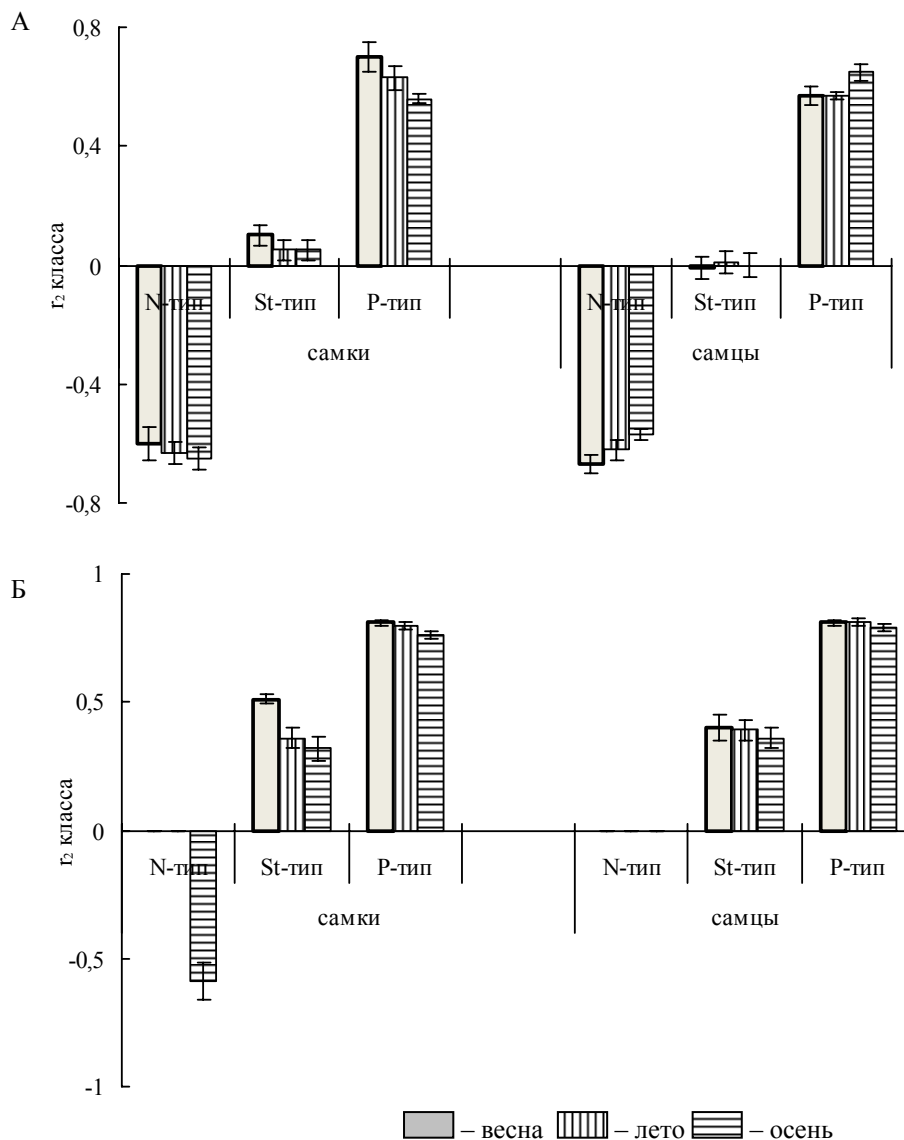 А
0,8
0,4
0
-0,4
-0,8
r₂ класса
N-тип St-тип P-тип N-тип St-тип P-тип
самки самцы
Б
1
0,5
0
-0,5
-1
r₂ класса
N-тип St-тип P-тип N-тип St-тип P-тип
самки самцы
– весна – лето – осень